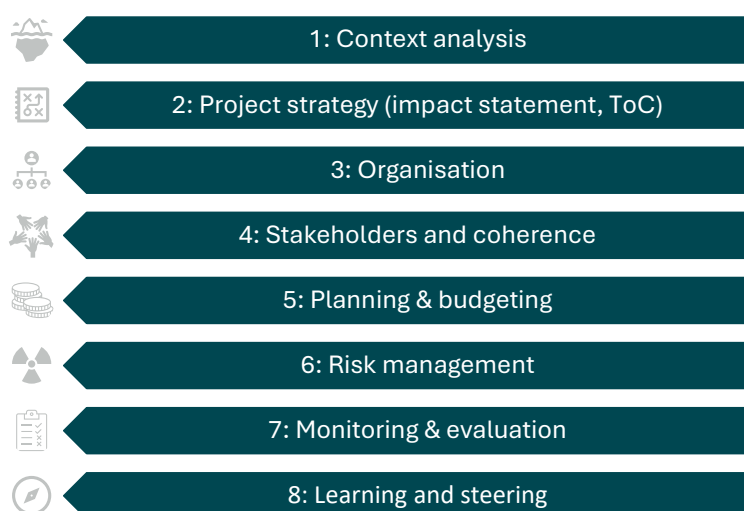 1: Context analysis
2: Project strategy (impact statement, ToC)
3: Organisation
4: Stakeholders and coherence
5: Planning & budgeting
6: Risk management
7: Monitoring & evaluation
8: Learning and steering